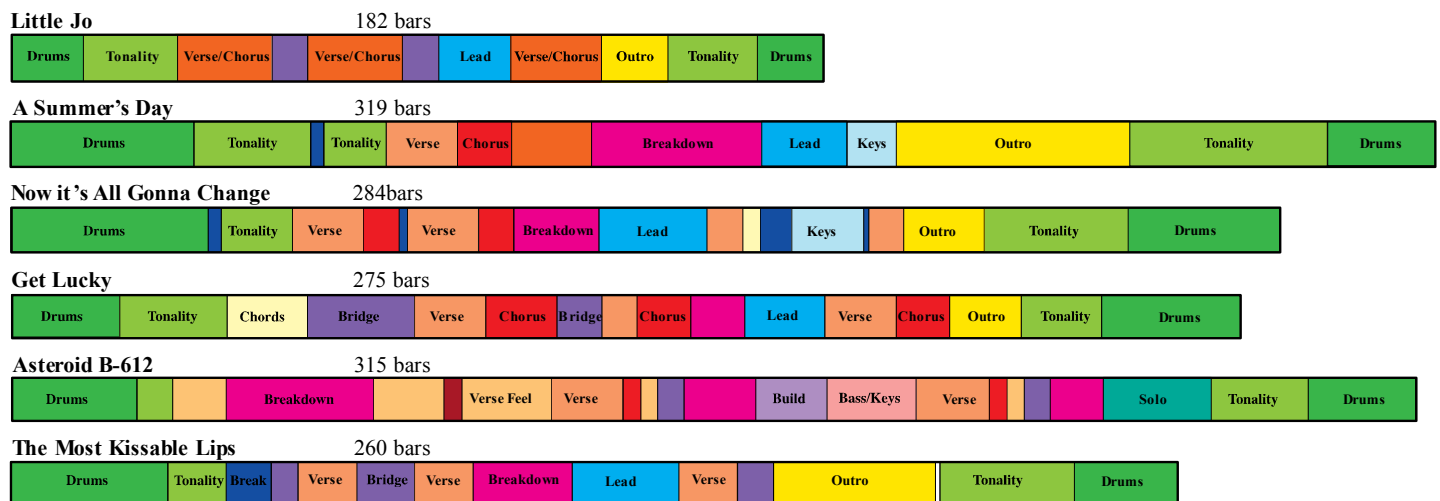 Little Jo 182 bars
Drums Tonality Verse/Chorus Verse/Chorus Lead Verse/Chorus Outro Tonality Drums
A Summer's Day 319 bars
Drums Tonality Tonality Verse Chorus Breakdown Lead Keys Outro Tonality Drums
Now it's All Gonna Change 284bars
Drums Tonality Verse Verse Breakdown Lead Keys Outro Tonality Drums
Get Lucky 275 bars
Drums Tonality Chords Bridge Verse Chorus Bridge Chorus Lead Verse Chorus Outro Tonality Drums
Asteroid B-612 315 bars
Drums Breakdown Verse Feel Verse Build Bass/Keys Verse Solo Tonality Drums
The Most Kissable Lips 260 bars
Drums Tonality Break Verse Bridge Verse Breakdown Lead Verse Outro Tonality Drums